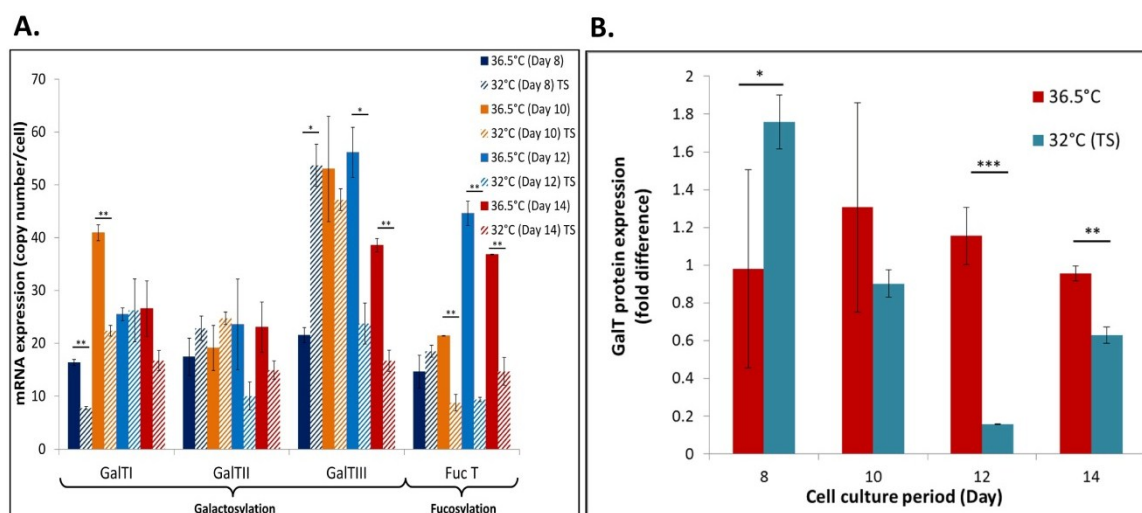 A.
36.5°C (Day 8)
32°C (Day 8) TS
36.5°C (Day 10)
32°C (Day 10) TS
36.5°C (Day 12)
32°C (Day 12) TS
36.5°C (Day 14)
32°C (Day 14) TS
mRNA expression (copy number/cell)
70
60
50
40
30
20
10
0
**
**
*
*
**
**
**
**
GalTI
GalTII
GalTIII
Fuc T
Galactosylation
Fucosylation
B.
36.5°C
32°C (TS)
GalT protein expression
(fold difference)
2
1.8
1.6
1.4
1.2
1
0.8
0.6
0.4
0.2
0
*
***
**
8
10
12
14
Cell culture period (Day)